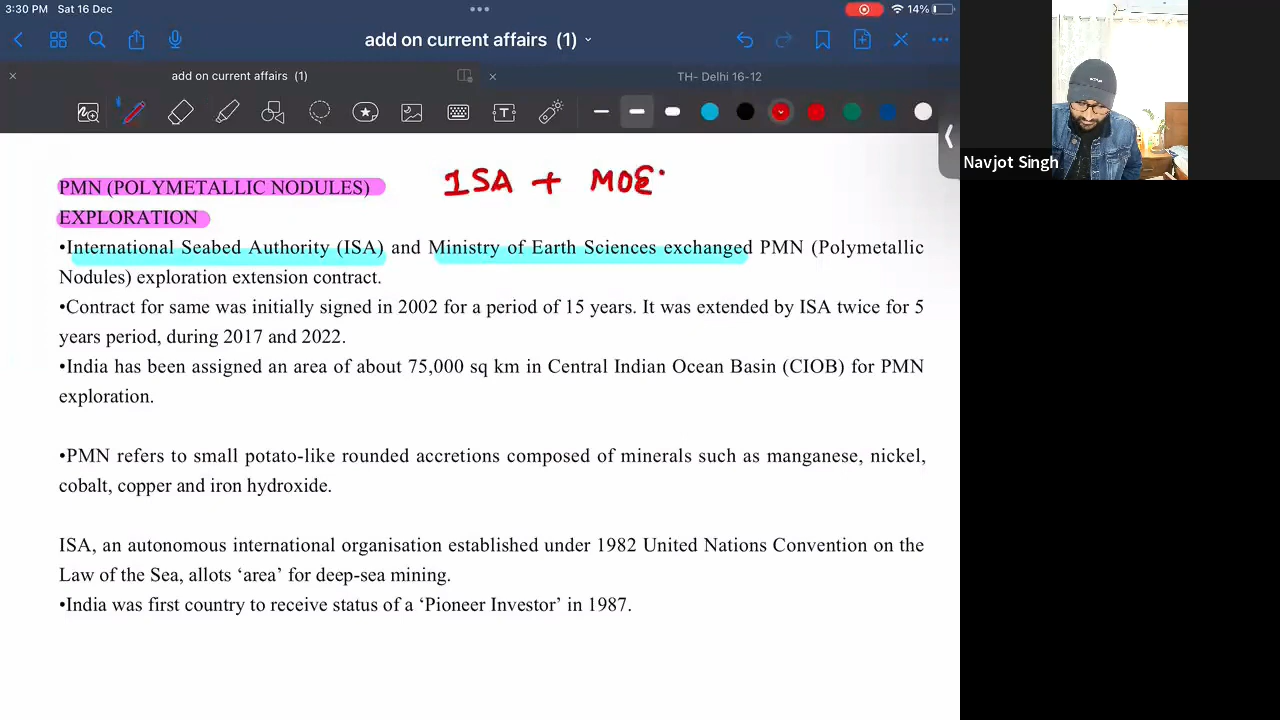 3:30 PM Sat 16 Dec
14%
add on current affairs (1)
add on current affairs (1)
TH- Delhi 16-12
Navjot Singh
PMN (POLYMETALLIC NODULES)
ISA + MOE
EXPLORATION
•International Seabed Authority (ISA) and Ministry of Earth Sciences exchanged PMN (Polymetallic
Nodules) exploration extension contract.
•Contract for same was initially signed in 2002 for a period of 15 years. It was extended by ISA twice for 5
years period, during 2017 and 2022.
•India has been assigned an area of about 75,000 sq km in Central Indian Ocean Basin (CIOB) for PMN
exploration.
•PMN refers to small potato-like rounded accretions composed of minerals such as manganese, nickel,
cobalt, copper and iron hydroxide.
ISA, an autonomous international organisation established under 1982 United Nations Convention on the
Law of the Sea, allots ‘area’ for deep-sea mining.
•India was first country to receive status of a ‘Pioneer Investor’ in 1987.